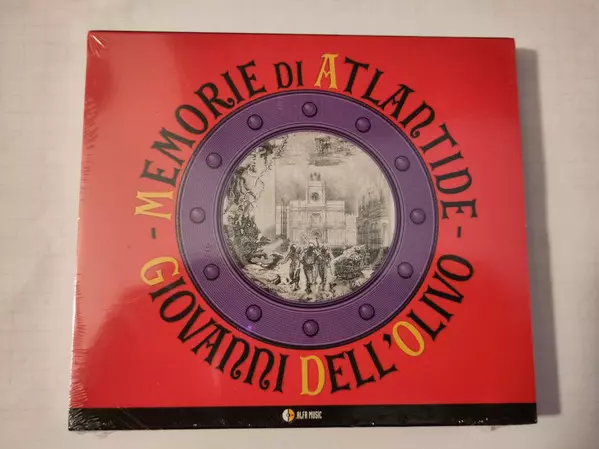 - MEMORIE DI ATLANTIDE -
GIOVANNI DELL'OLIVO
ALFA MUSIC